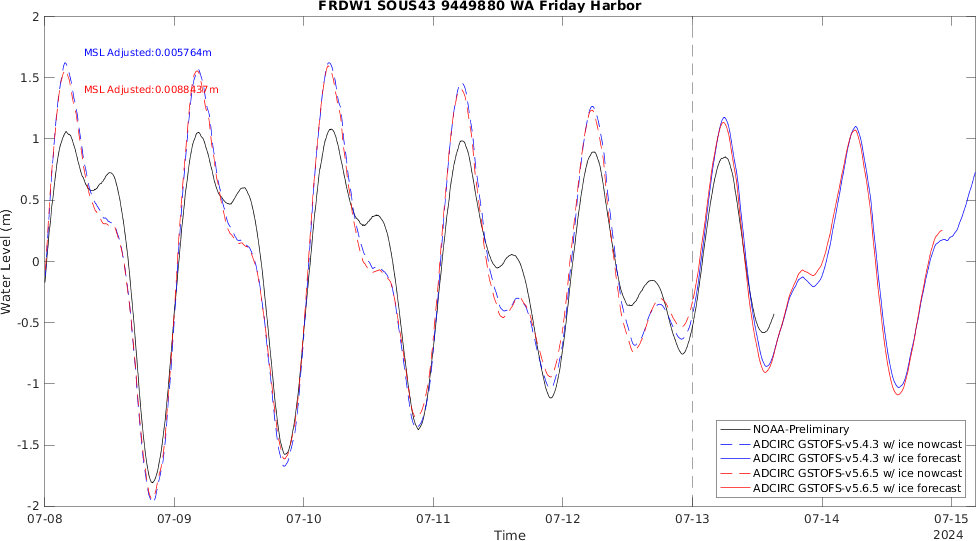 FRDW1 SOUS43 9449880 WA Friday Harbor
MSL Adjusted:0.005764m
MSL Adjusted:0.0088437m
Water Level (m)
2
1.5
1
0.5
0
-0.5
-1
-1.5
-2
07-08
07-09
07-10
07-11
07-12
07-13
07-14
07-15
2024
Time
NOAA-Preliminary
ADCIRC GSTOFS-v5.4.3 w/ ice nowcast
ADCIRC GSTOFS-v5.4.3 w/ ice forecast
ADCIRC GSTOFS-v5.6.5 w/ ice nowcast
ADCIRC GSTOFS-v5.6.5 w/ ice forecast